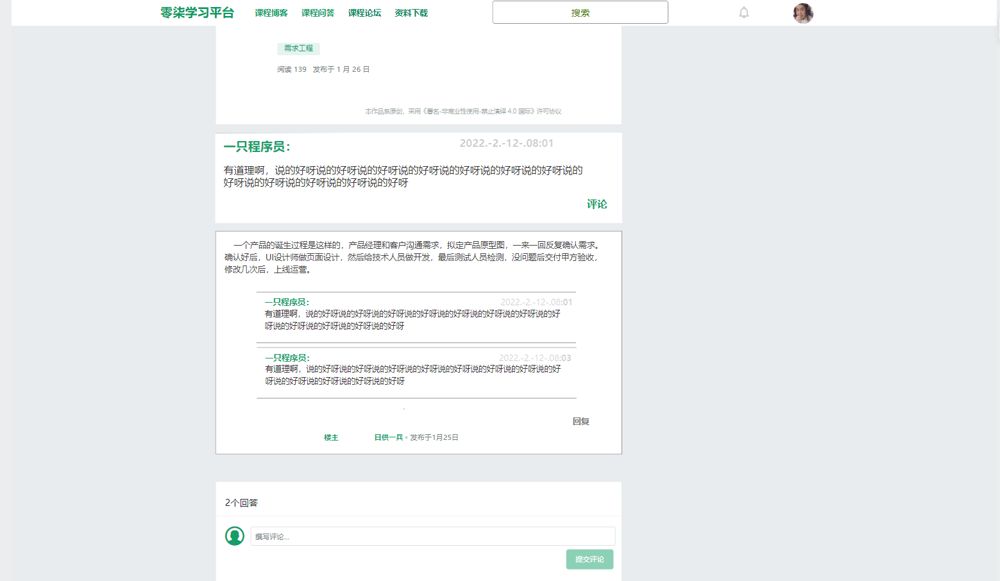 零柒学习平台 课程博客 课程问答 课程论坛 资料下载 搜索
需求工程
阅读 139 发布于 1 月 26 日
本作品系原创，采用《署名-非商业性使用-禁止演绎 4.0 国际》许可协议
一只程序员： 2022.-2.-12-.08:01
有道理啊，说的好呀说的好呀说的好呀说的好呀说的好呀说的好呀说的好呀说的
好呀说的好呀说的好呀说的好呀说的好呀
评论
一个产品的诞生过程是这样的，产品经理和客户沟通需求，拟定产品原型图，一来一回反复确认需求。
确认好后，UI设计师做页面设计，然后给技术人员做开发，最后测试人员检测，没问题后交付甲方验收，
修改几次后，上线运营。
一只程序员： 2022.-2.-12-.08:01
有道理啊，说的好呀说的好呀说的好呀说的好呀说的好呀说的好呀说的好呀说的好
呀说的好呀说的好呀说的好呀说的好呀
一只程序员： 2022.-2.-12-.08:03
有道理啊，说的好呀说的好呀说的好呀说的好呀说的好呀说的好呀说的好呀说的好
呀说的好呀说的好呀说的好呀说的好呀
回复
楼主 日供一兵 发布于1月25日
2个回答
撰写评论...
提交评论